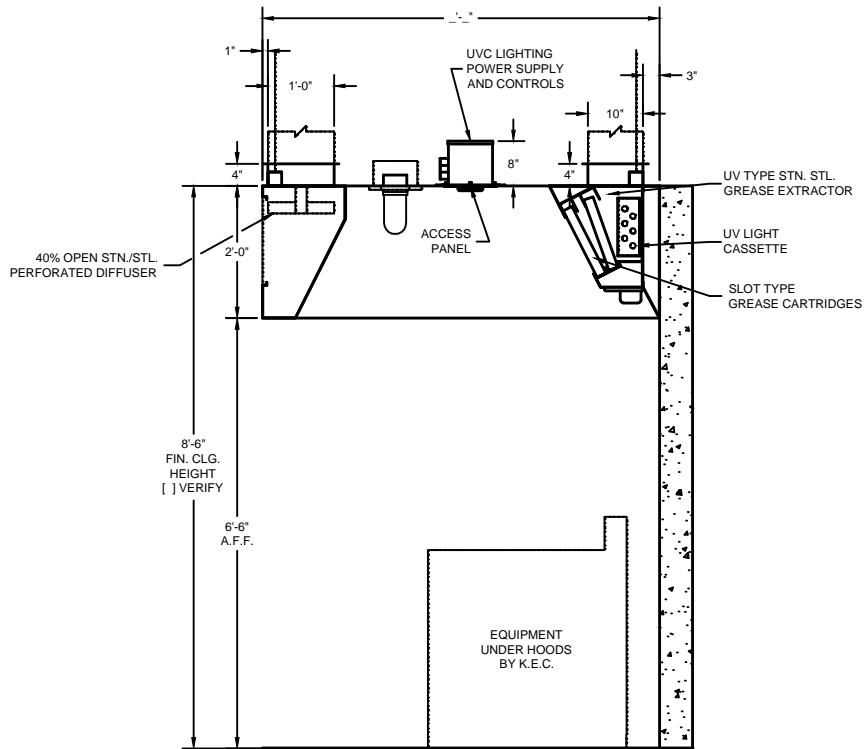 _'-_"
1"
UVC LIGHTING
POWER SUPPLY
AND CONTROLS
3"
1'-0"
10"
4"
8"
4"
UV TYPE STN. STL.
GREASE EXTRACTOR
ACCESS
PANEL
UV LIGHT
CASSETTE
40% OPEN STN./STL.
PERFORATED DIFFUSER
2'-0"
SLOT TYPE
GREASE CARTRIDGES
8'-6"
FIN. CLG.
HEIGHT
[ ] VERIFY
6'-6"
A.F.F.
EQUIPMENT
UNDER HOODS
BY K.E.C.